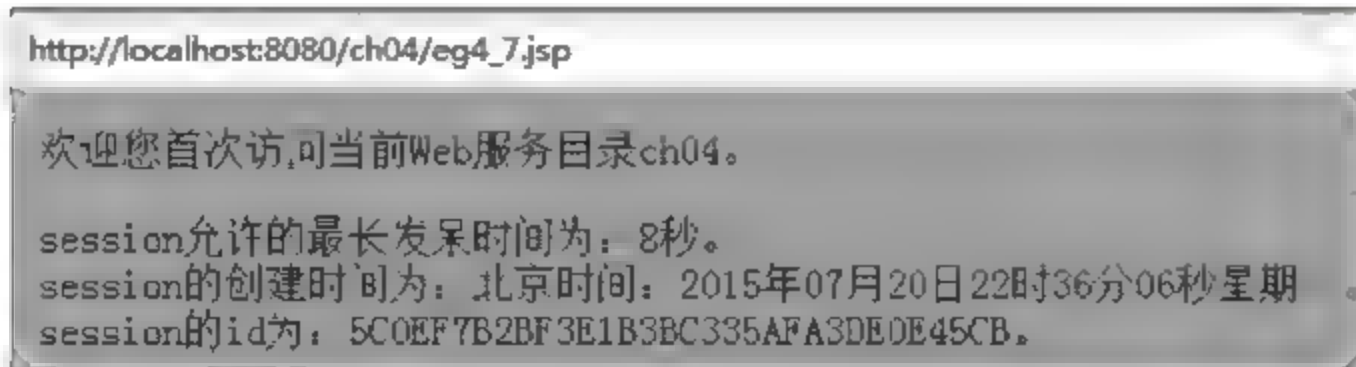 http://localhost:8080/ch04/eg4_7.jsp
欢迎您首次访问当前Web服务目录ch04。
session允许的最长发呆时间为：8秒。
session的创建时间为：北京时间：2015年07月20日22时36分06秒星期 。
session的id为：5C0EF7B2BF3E1B3BC335AFA3DE0E45CB。